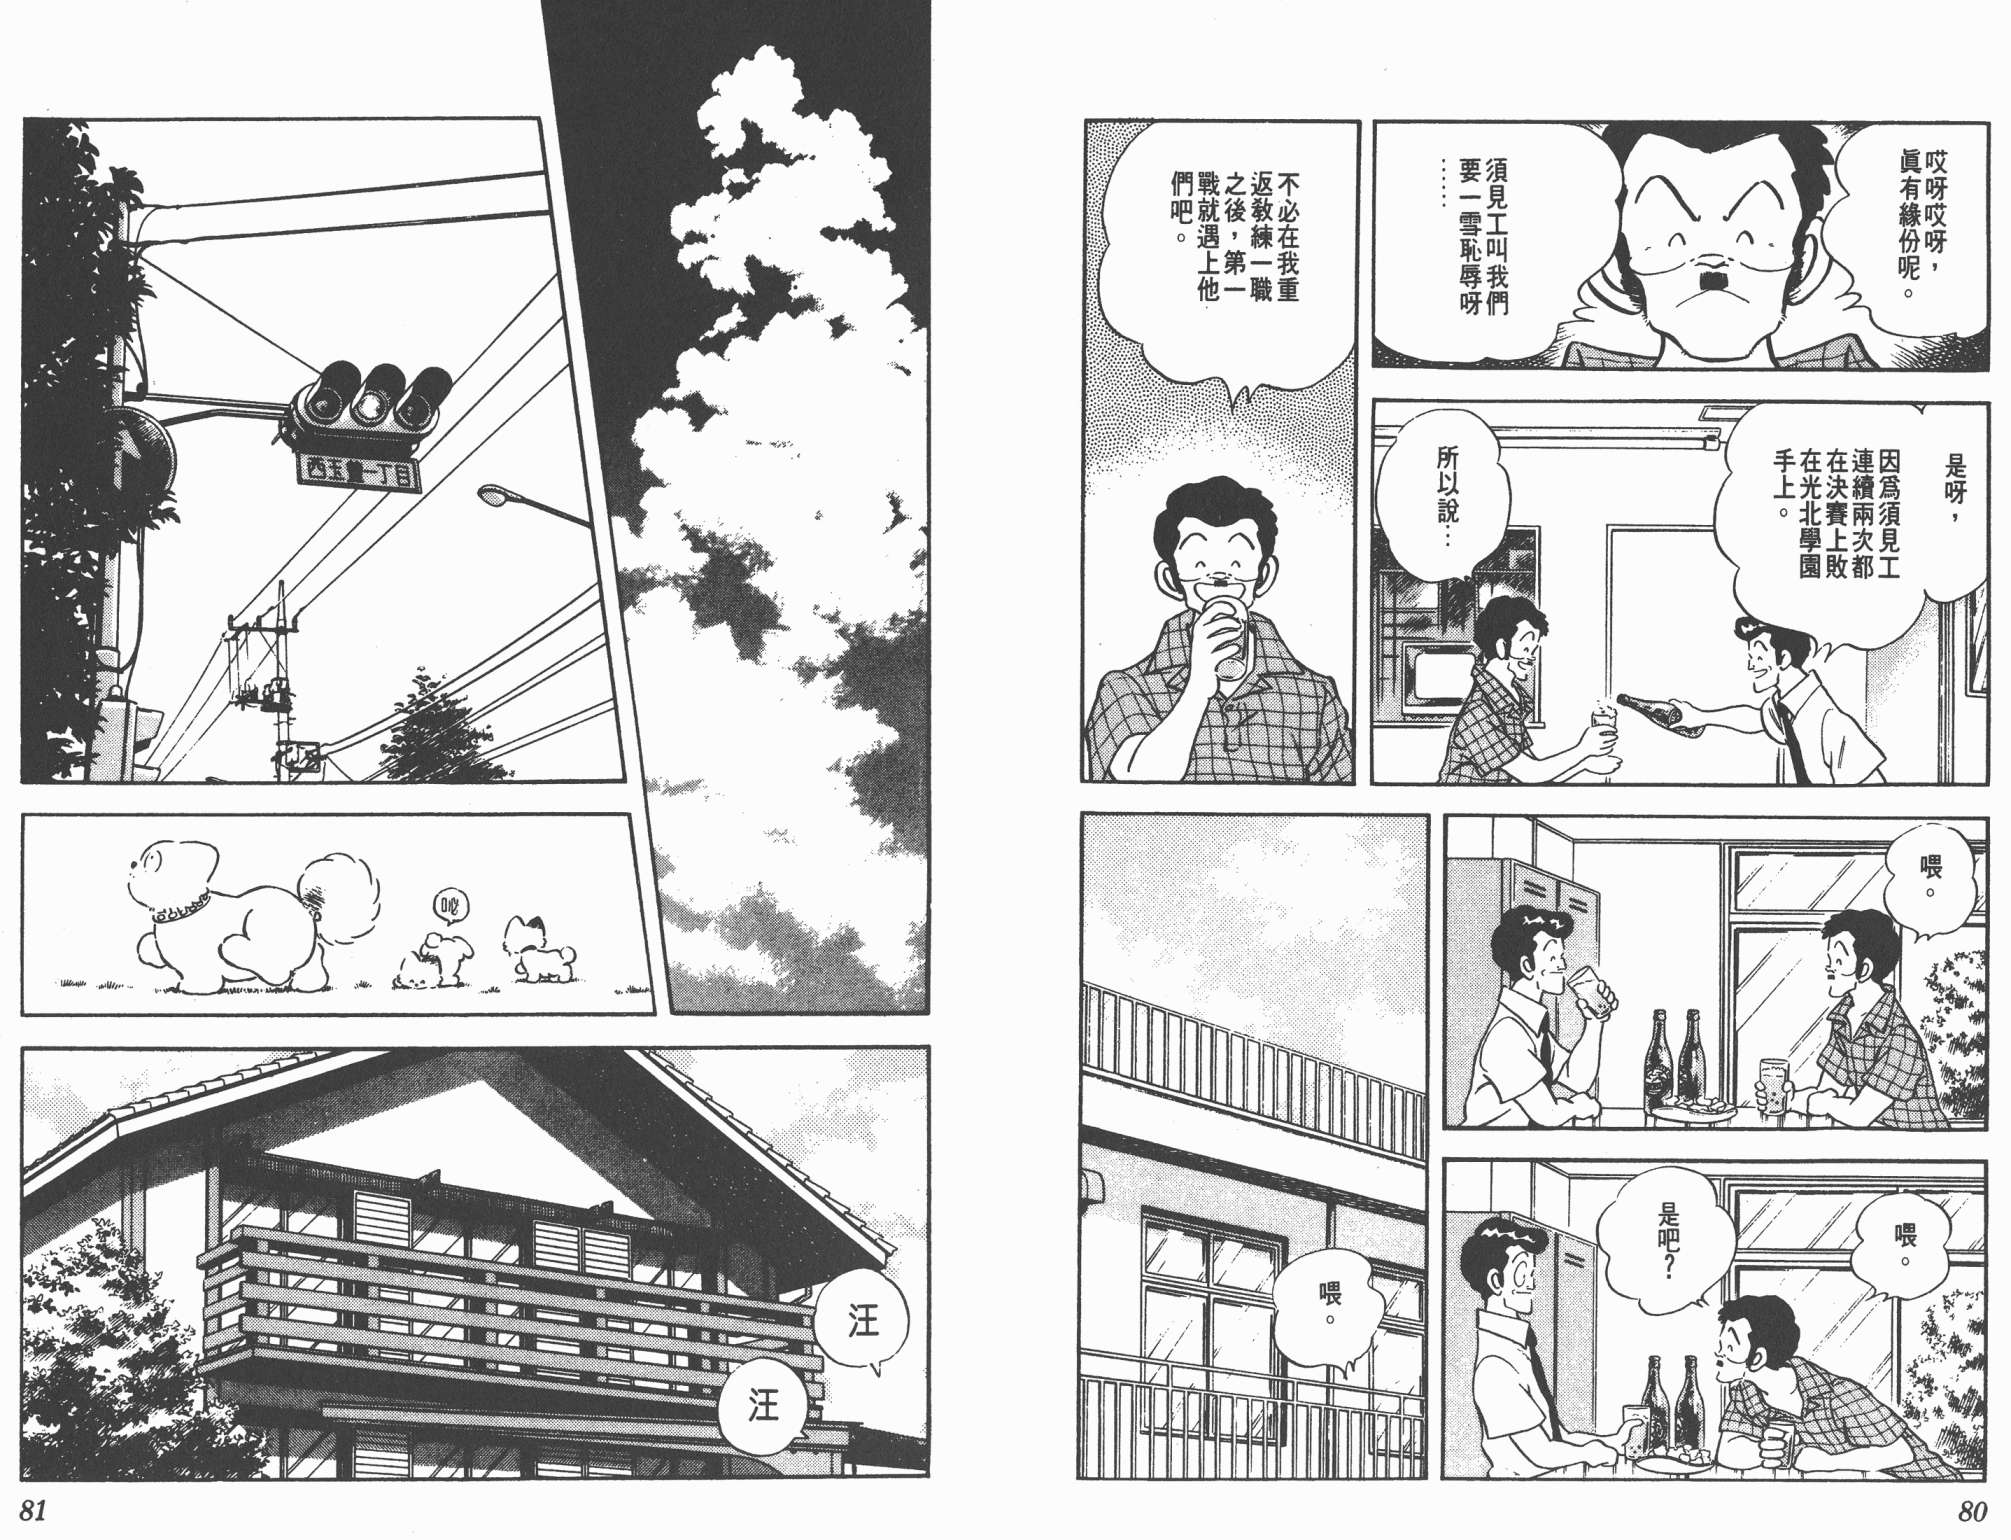 哎呀哎呀，
眞有緣份呢。
須見工叫我們
要一雪恥辱呀
……
不必在我重
返敎練一職
之後，第一
戰就遇上他
們吧。
是呀，
因爲須見工
連續兩次都
在決賽上敗
在光北學園
手上。
所以說…
喂。
喂。
是吧？
喂。
80
西玉堂一丁目
吣
汪
汪
81